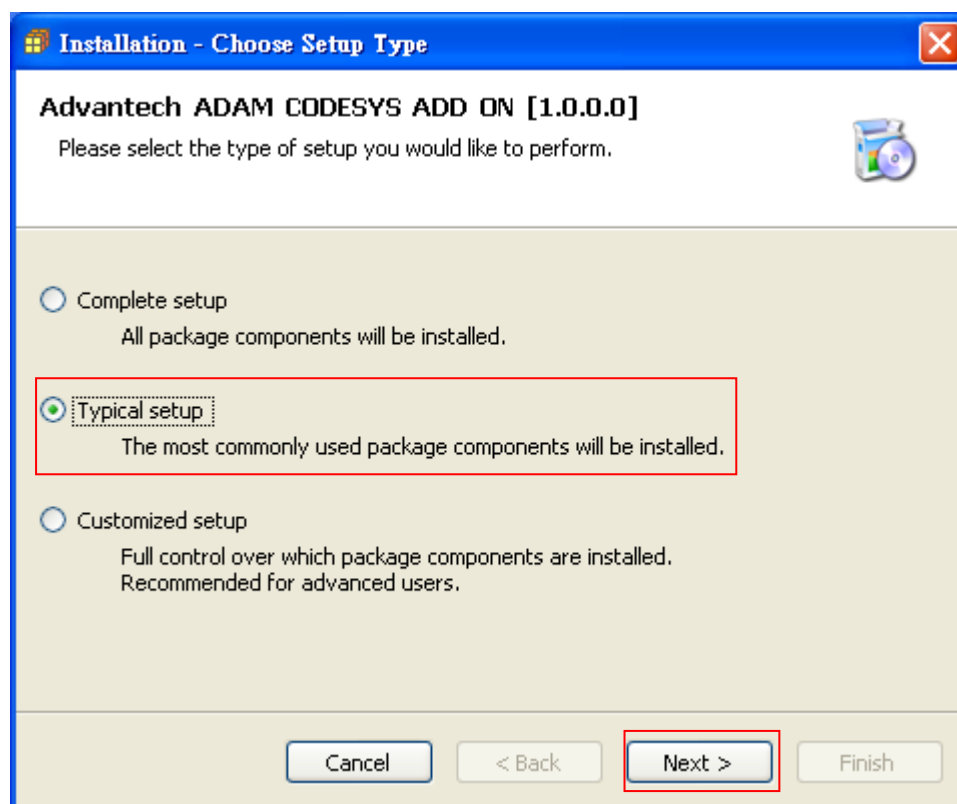 Installation - Choose Setup Type
Advantech ADAM CODESYS ADD ON [1.0.0.0]
Please select the type of setup you would like to perform.
Complete setup
All package components will be installed.
Typical setup
The most commonly used package components will be installed.
Customized setup
Full control over which package components are installed.
Recommended for advanced users.
Cancel
< Back
Next >
Finish